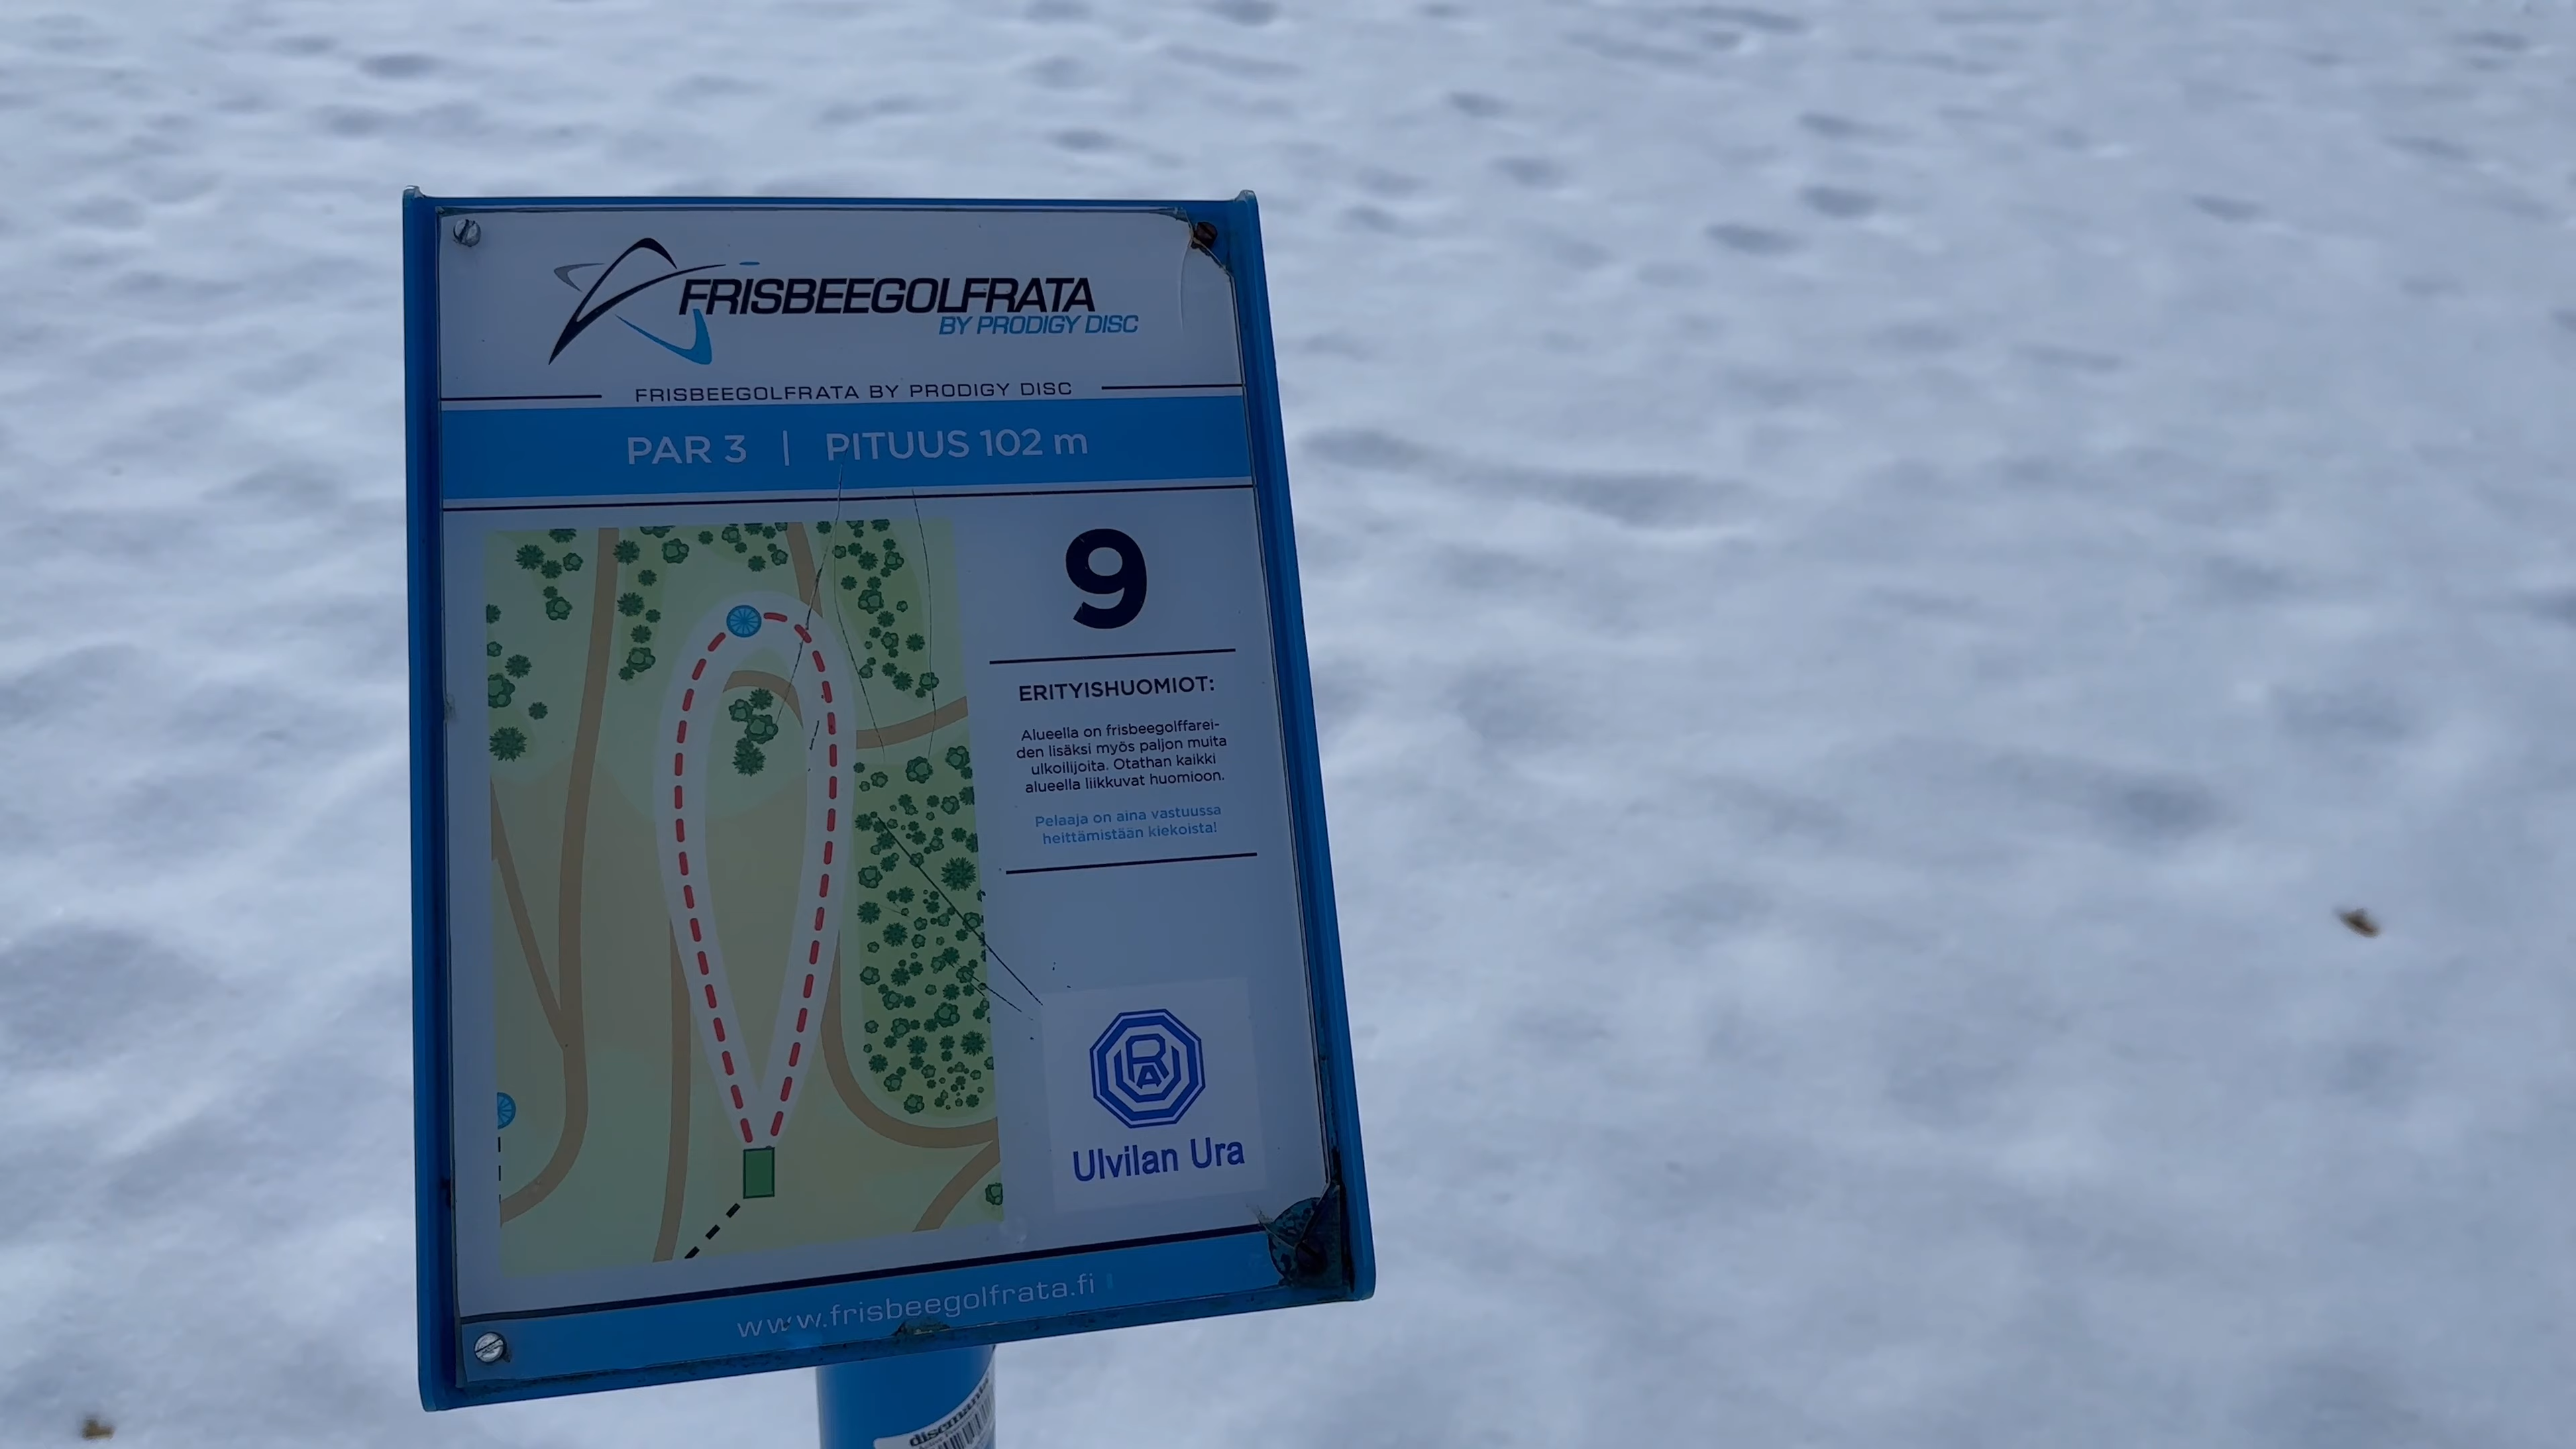 FRISBEEGOLFRATA
BY PRODIGY DISC
FRISBEEGOLFRATA BY PRODIGY DISC
PAR 3 | PITUUS 102 m
9
ERITYISHUOMIOT:
Alueella on frisbeegolffarei-
den lisäksi myös paljon muita
ulkoilijoita. Otathan kaikki
alueella liikkuvat huomioon.
Pelaaja on aina vastuussa
heittämistään kiekoista!
URA
Ulvilan Ura
www.frisbeegolfrata.fi